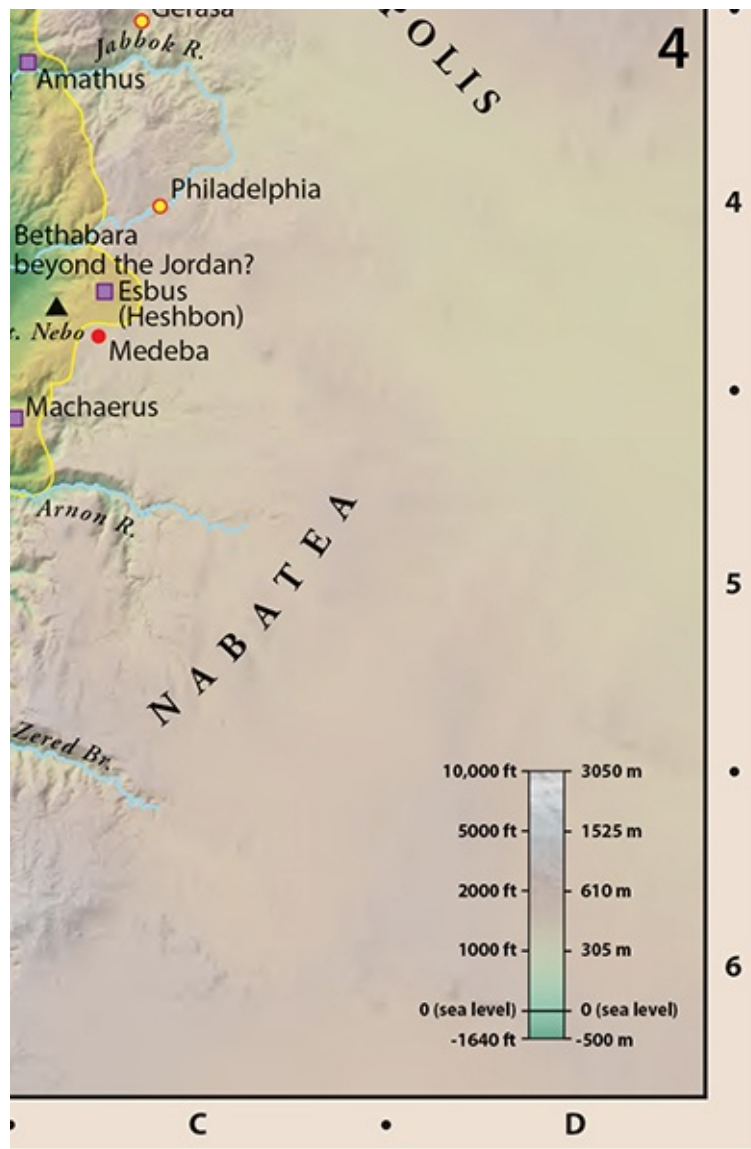 Gerasa
POLIS
4
Jabbok R.
Amathus
Philadelphia
4
Bethabara
beyond the Jordan?
Esbus
(Heshbon)
t. Nebo
Medeba
Machaerus
Arnon R.
NABATEA
5
Zered Br.
10,000 ft
3050 m
5000 ft
1525 m
2000 ft
610 m
1000 ft
305 m
0 (sea level)
0 (sea level)
-1640 ft
-500 m
6
C
D